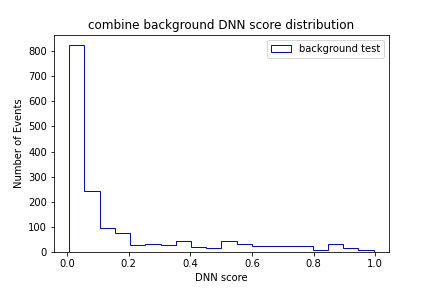 combine background DNN score distribution
background test
Number of Events
800
700
600
500
400
300
200
100
0
0.0 0.2 0.4 0.6 0.8 1.0
DNN score